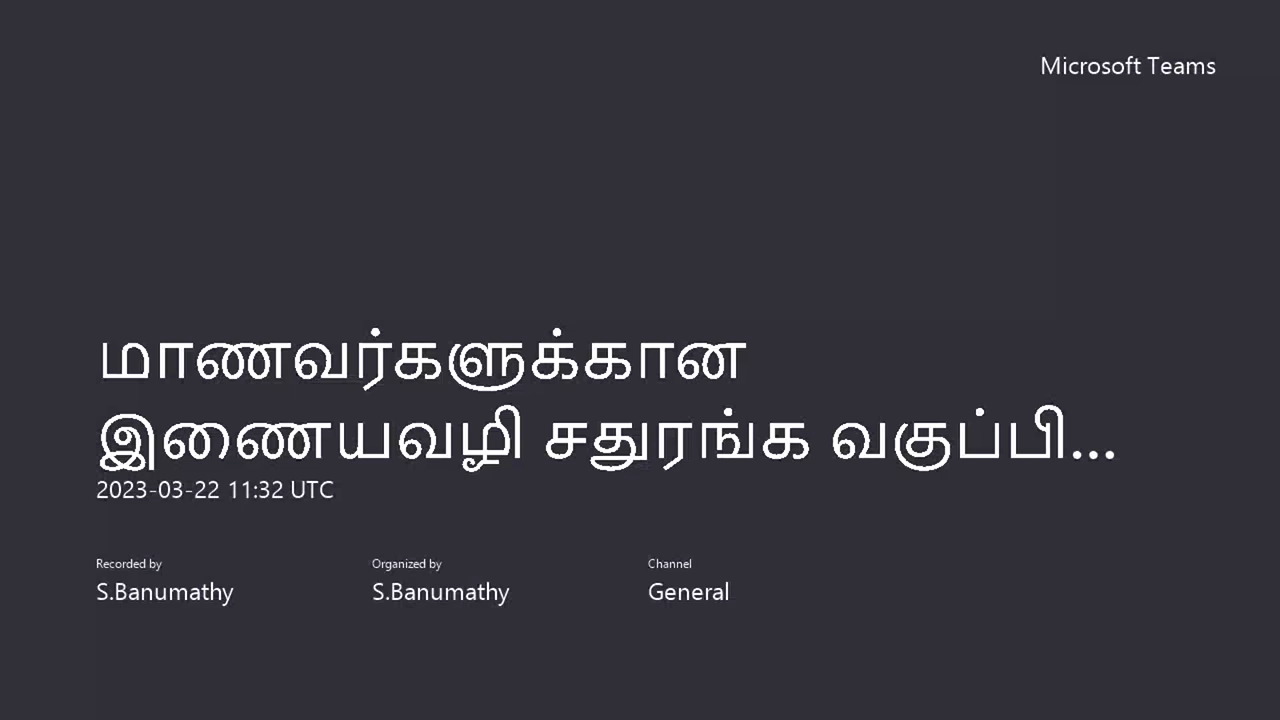 Microsoft Teams
மாணவர்களுக்கான
இணையவழி சதுரங்க வகுப்பி...
2023-03-22 11:32 UTC
Recorded by
S.Banumathy
Organized by
S.Banumathy
Channel
General